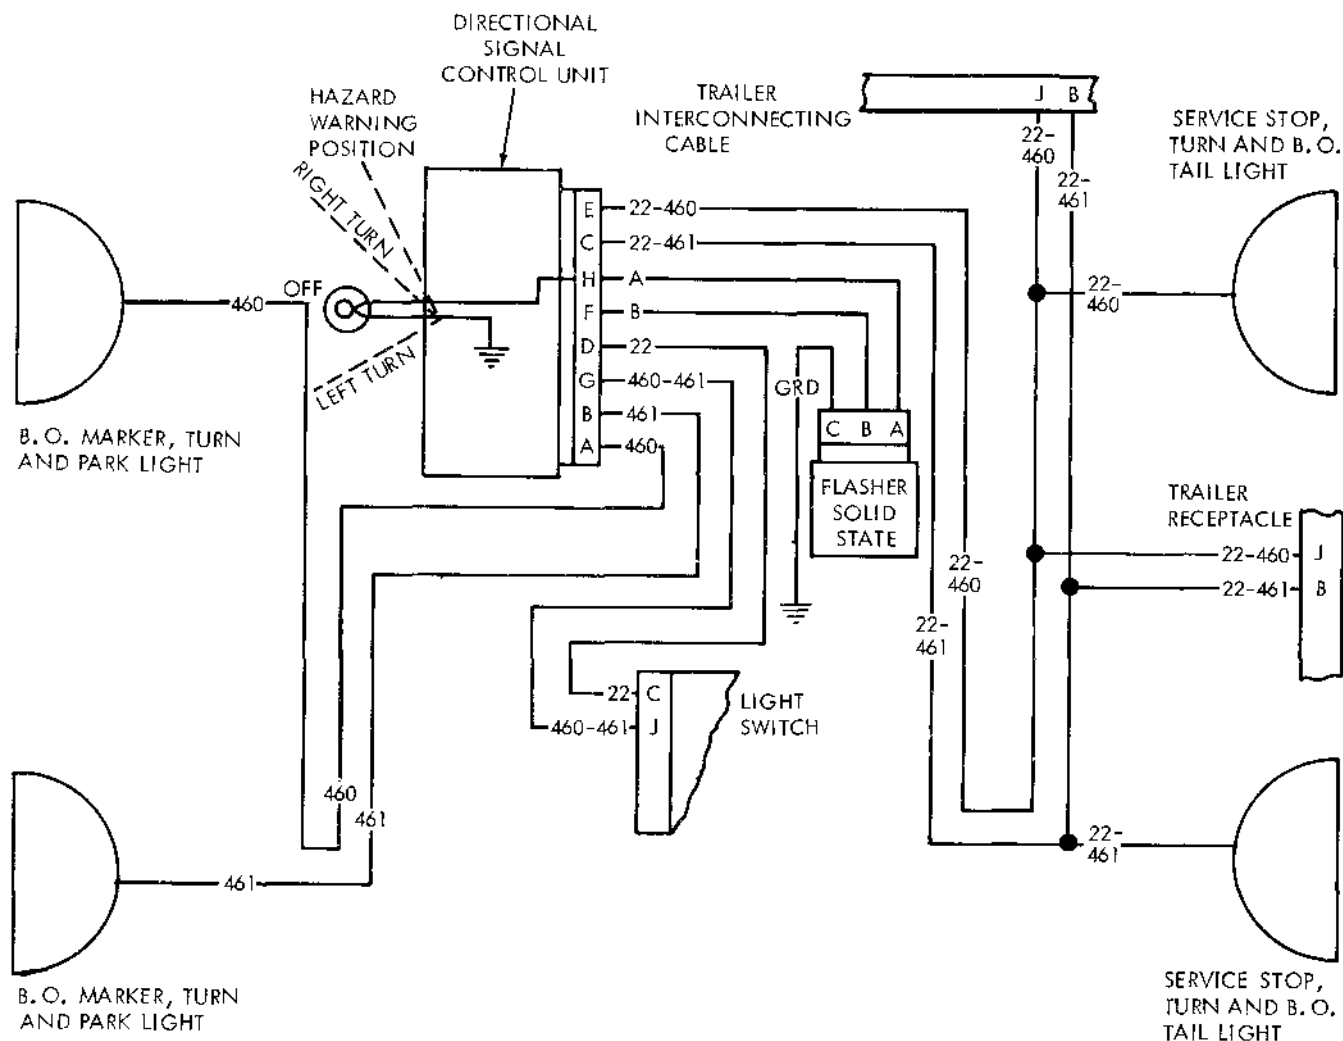 DIRECTIONAL
SIGNAL
CONTROL UNIT
HAZARD
WARNING
POSITION
RIGHT TURN
OFF
LEFT TURN
TRAILER
INTERCONNECTING
CABLE
J B
22-
460
22-
461
SERVICE STOP,
TURN AND B.O.
TAIL LIGHT
E 22-460
C 22-461
H A
F B
D 22
G 460-461
B 461
A 460
460
22-
460
GRD
C B A
FLASHER
SOLID
STATE
B.O. MARKER, TURN
AND PARK LIGHT
TRAILER
RECEPTACLE
22-460 J
22-461 B
22-
460
22-
461
22 C
460-461 J
LIGHT
SWITCH
460
461
461
22-
461
B.O. MARKER, TURN
AND PARK LIGHT
SERVICE STOP,
TURN AND B.O.
TAIL LIGHT